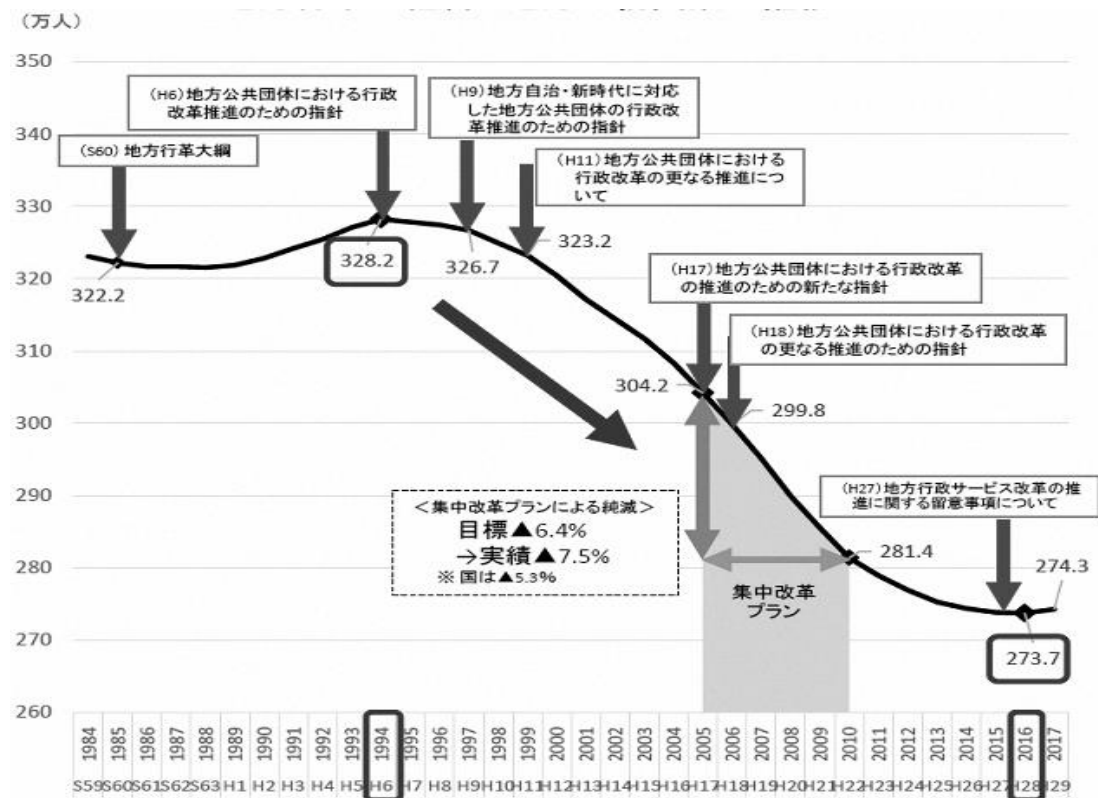 （万人）
350
340
330
320
310
300
290
280
270
260
（S60）地方行革大綱
（H6）地方公共団体における行政
改革推進のための指針
（H9）地方自治・新時代に対応
した地方公共団体の行政改
革推進のための指針
（H11）地方公共団体における
行政改革の更なる推進につ
いて
（H17）地方公共団体における行政改革
の推進のための新たな指針
（H18）地方公共団体における行政改革
の更なる推進のための指針
（H27）地方行政サービス改革の推
進に関する留意事項について
322.2
328.2
326.7
323.2
304.2
299.8
281.4
273.7
274.3
＜集中改革プランによる純減＞
目標▲6.4%
→実績▲7.5%
※国は▲5.3%
集中改革
プラン
1984 1985 1986 1987 1988 1989 1990 1991 1992 1993 1994 1995 1996 1997 1998 1999 2000 2001 2002 2003 2004 2005 2006 2007 2008 2009 2010 2011 2012 2013 2014 2015 2016 2017
S59 S60 S61 S62 S63 H1 H2 H3 H4 H5 H6 H7 H8 H9 H10 H11 H12 H13 H14 H15 H16 H17 H18 H19 H20 H21 H22 H23 H24 H25 H26 H27 H28 H29